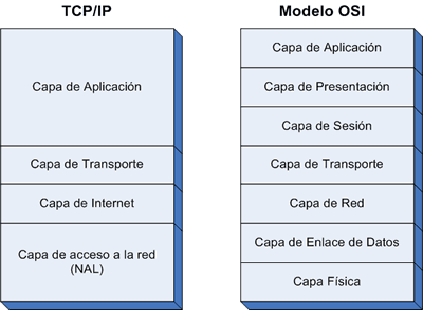 TCP/IP
Capa de Aplicación
Capa de Transporte
Capa de Internet
Capa de acceso a la red
(NAL)
Modelo OSI
Capa de Aplicación
Capa de Presentación
Capa de Sesión
Capa de Transporte
Capa de Red
Capa de Enlace de Datos
Capa Física